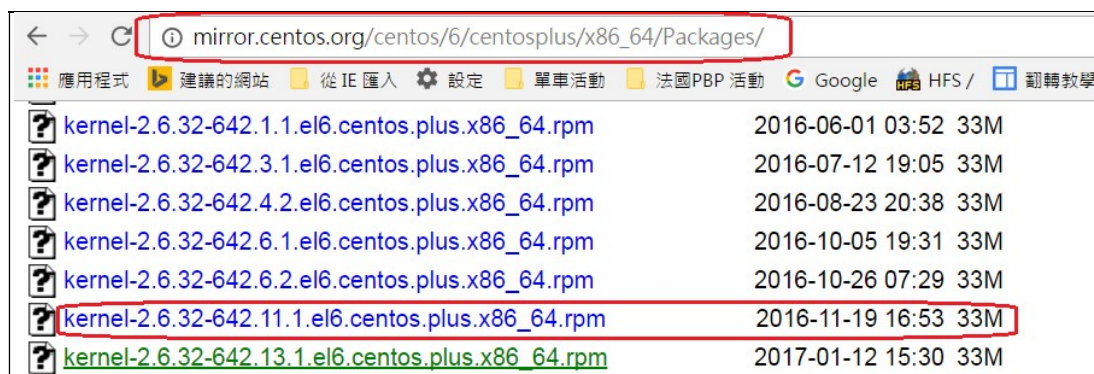 mirror.centos.org/centos/6/centosplus/x86_64/Packages/
應用程式 建議的網站 從 IE 匯入 設定 單車活動 法國PBP 活動 Google HFS / 翻轉教學
kernel-2.6.32-642.1.1.el6.centos.plus.x86_64.rpm 2016-06-01 03:52 33M
kernel-2.6.32-642.3.1.el6.centos.plus.x86_64.rpm 2016-07-12 19:05 33M
kernel-2.6.32-642.4.2.el6.centos.plus.x86_64.rpm 2016-08-23 20:38 33M
kernel-2.6.32-642.6.1.el6.centos.plus.x86_64.rpm 2016-10-05 19:31 33M
kernel-2.6.32-642.6.2.el6.centos.plus.x86_64.rpm 2016-10-26 07:29 33M
kernel-2.6.32-642.11.1.el6.centos.plus.x86_64.rpm 2016-11-19 16:53 33M
kernel-2.6.32-642.13.1.el6.centos.plus.x86_64.rpm 2017-01-12 15:30 33M